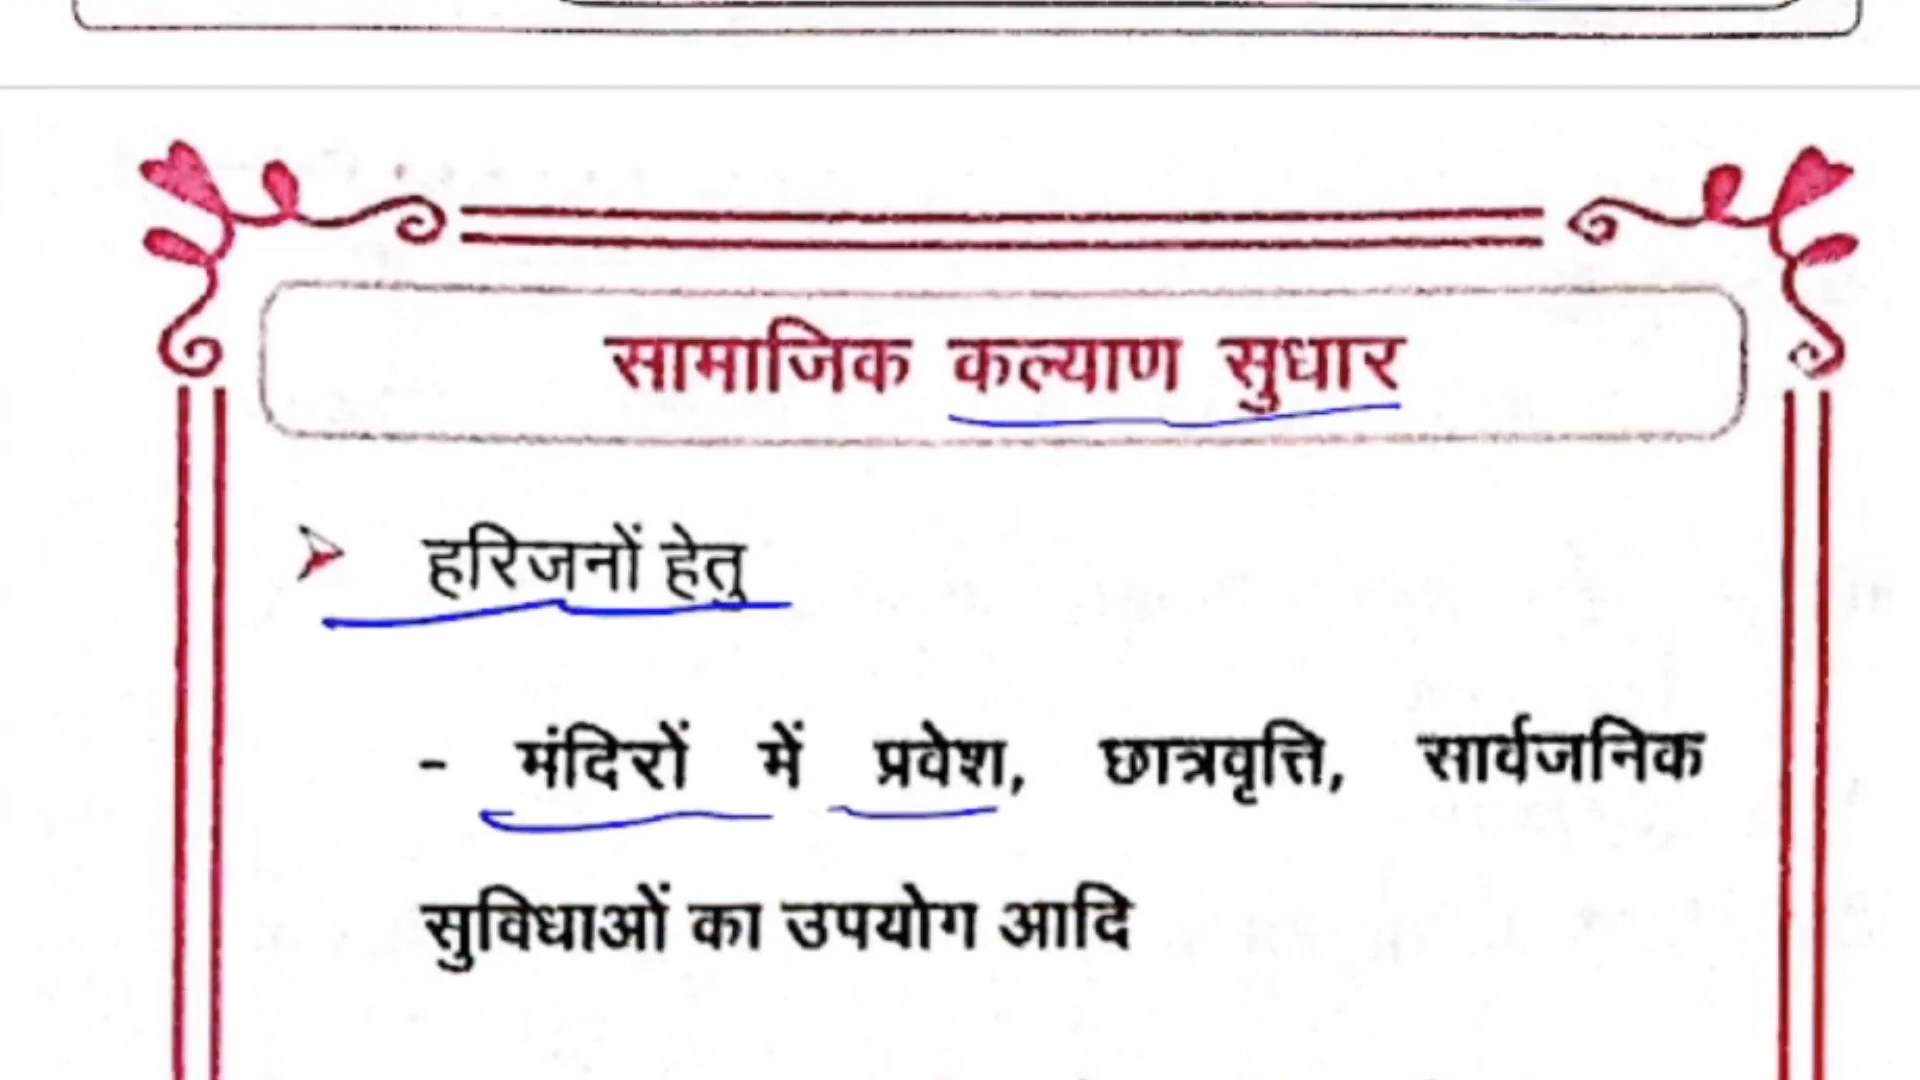 सामाजिक कल्याण सुधार
हरिजनों हेतु
- मंदिरों में प्रवेश, छात्रवृत्ति, सार्वजनिक
सुविधाओं का उपयोग आदि